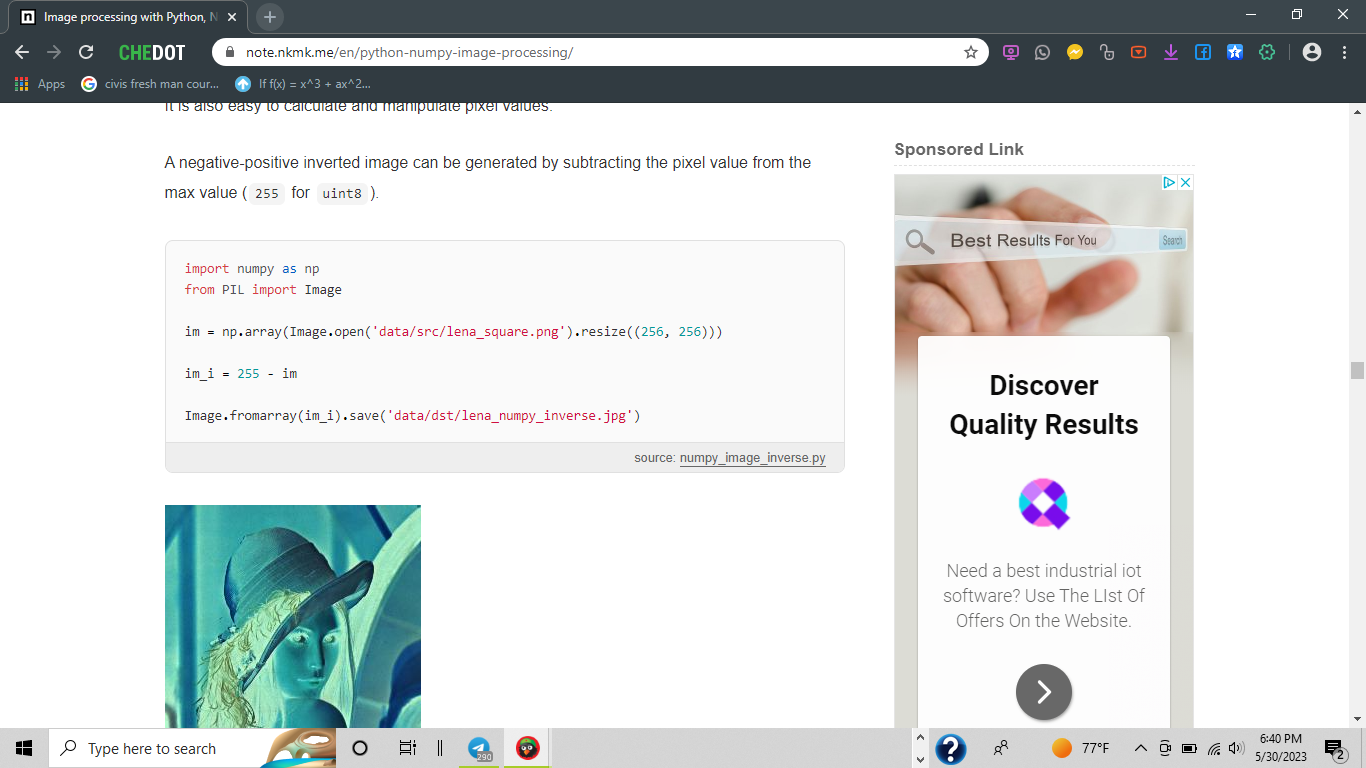 Image processing with Python, N
CHEDOT
note.nkmk.me/en/python-numpy-image-processing/
Apps
civis fresh man cour...
If f(x) = x^3 + ax^2...
It is also easy to calculate and manipulate pixel values.
A negative-positive inverted image can be generated by subtracting the pixel value from the
max value ( 255 for uint8 ).
import numpy as np
from PIL import Image
im = np.array(Image.open('data/src/lena_square.png').resize((256, 256)))
im_i = 255 - im
Image.fromarray(im_i).save('data/dst/lena_numpy_inverse.jpg')
source: numpy_image_inverse.py
Sponsored Link
Best Results For You
Search
Discover
Quality Results
Need a best industrial iot
software? Use The LIst Of
Offers On the Website.
Type here to search
290
77°F
6:40 PM
5/30/2023
2